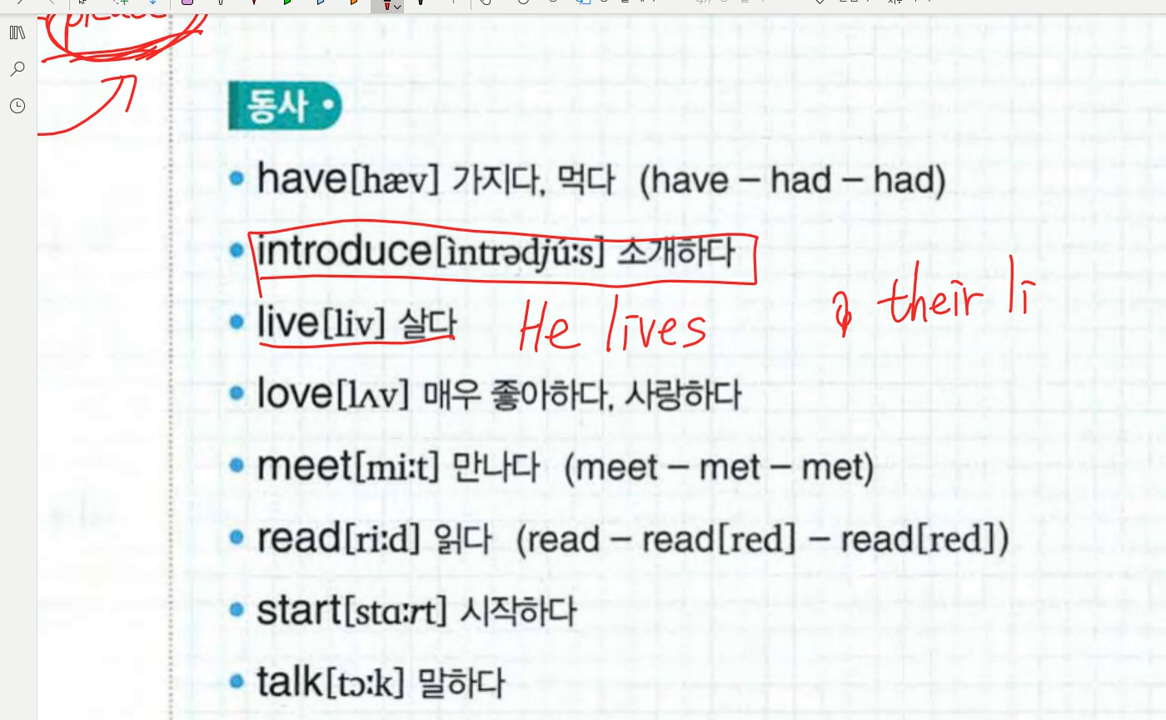 동사
have[hæv] 가지다, 먹다 (have – had – had)
introduce[ìntrədjúːs] 소개하다
live[liv] 살다 He lives their li
love[lʌv] 매우 좋아하다, 사랑하다
meet[miːt] 만나다 (meet – met – met)
read[riːd] 읽다 (read – read[red] – read[red])
start[stɑːrt] 시작하다
talk[tɔːk] 말하다